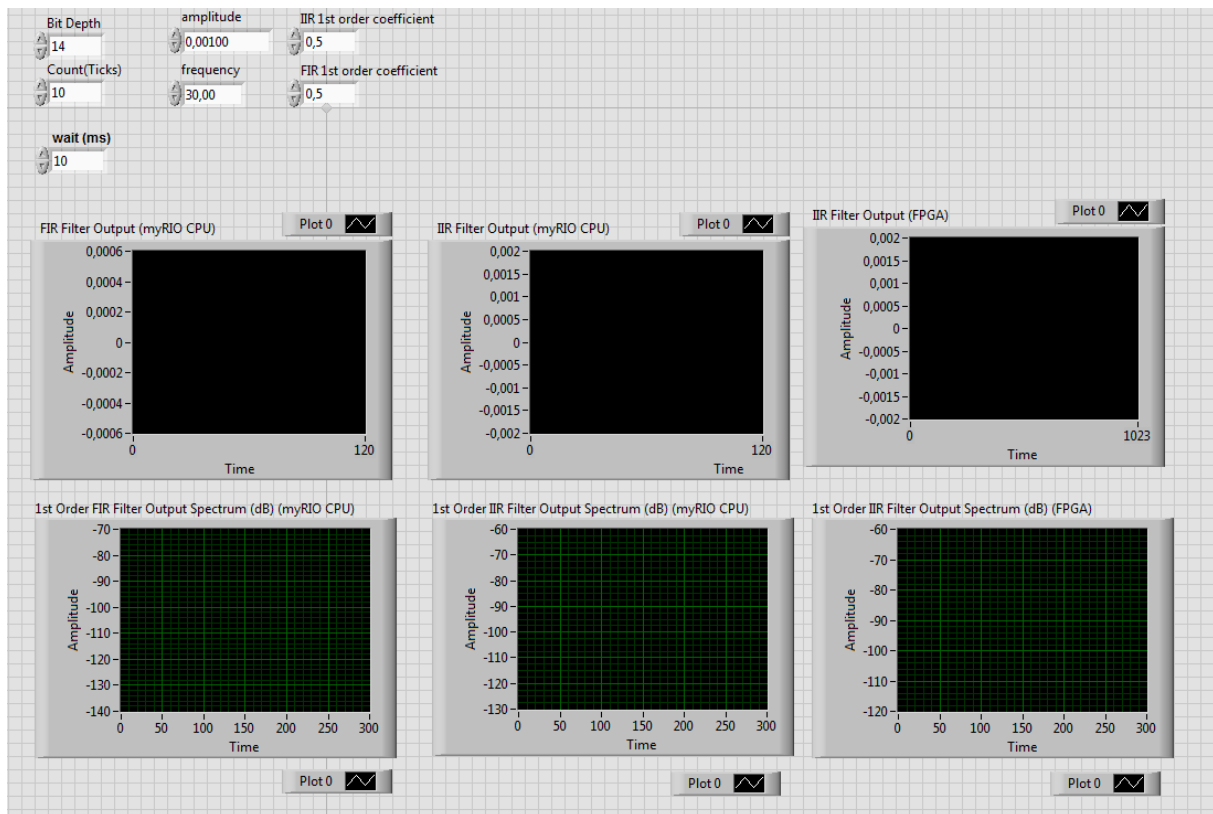 Bit Depth
14
amplitude
0,00100
IIR 1st order coefficient
0,5
Count(Ticks)
10
frequency
30,00
FIR 1st order coefficient
0,5
wait (ms)
10
FIR Filter Output (myRIO CPU)
Plot 0
0,0006
0,0004
0,0002
0
-0,0002
-0,0004
-0,0006
Amplitude
0
120
Time
IIR Filter Output (myRIO CPU)
Plot 0
0,002
0,0015
0,001
0,0005
0
-0,0005
-0,001
-0,0015
-0,002
Amplitude
0
120
Time
IIR Filter Output (FPGA)
Plot 0
0,002
0,0015
0,001
0,0005
0
-0,0005
-0,001
-0,0015
-0,002
Amplitude
0
1023
Time
1st Order FIR Filter Output Spectrum (dB) (myRIO CPU)
-70
-80
-90
-100
-110
-120
-130
-140
Amplitude
0 50 100 150 200 250 300
Time
Plot 0
1st Order IIR Filter Output Spectrum (dB) (myRIO CPU)
-60
-70
-80
-90
-100
-110
-120
-130
Amplitude
0 50 100 150 200 250 300
Time
Plot 0
1st Order IIR Filter Output Spectrum (dB) (FPGA)
-60
-70
-80
-90
-100
-110
-120
Amplitude
0 50 100 150 200 250 300
Time
Plot 0